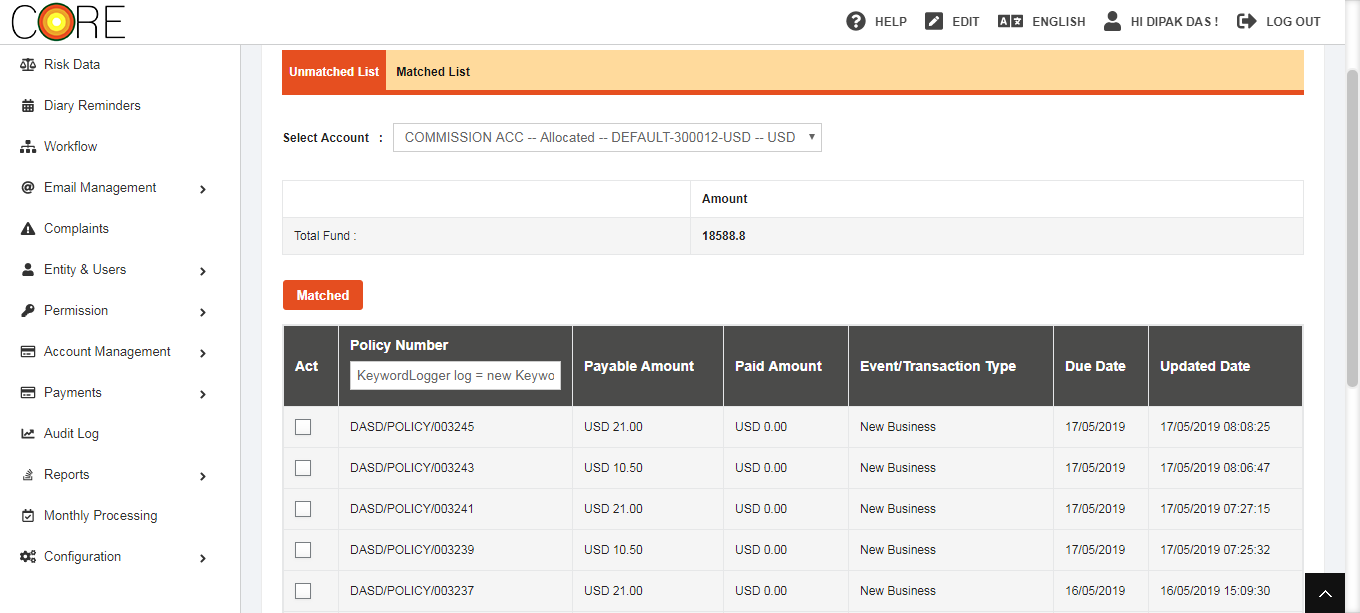 CORE
HELP
EDIT
ENGLISH
HI DIPAK DAS !
LOG OUT
Risk Data
Diary Reminders
Workflow
Email Management
Complaints
Entity & Users
Permission
Account Management
Payments
Audit Log
Reports
Monthly Processing
Configuration
Unmatched List Matched List
Select Account : COMMISSION ACC -- Allocated -- DEFAULT-300012-USD -- USD
Amount
Total Fund : 18588.8
Matched
Act Policy Number Payable Amount Paid Amount Event/Transaction Type Due Date Updated Date
KeywordLogger log = new Keywo
DASD/POLICY/003245 USD 21.00 USD 0.00 New Business 17/05/2019 17/05/2019 08:08:25
DASD/POLICY/003243 USD 10.50 USD 0.00 New Business 17/05/2019 17/05/2019 08:06:47
DASD/POLICY/003241 USD 21.00 USD 0.00 New Business 17/05/2019 17/05/2019 07:27:15
DASD/POLICY/003239 USD 10.50 USD 0.00 New Business 17/05/2019 17/05/2019 07:25:32
DASD/POLICY/003237 USD 21.00 USD 0.00 New Business 16/05/2019 16/05/2019 15:09:30